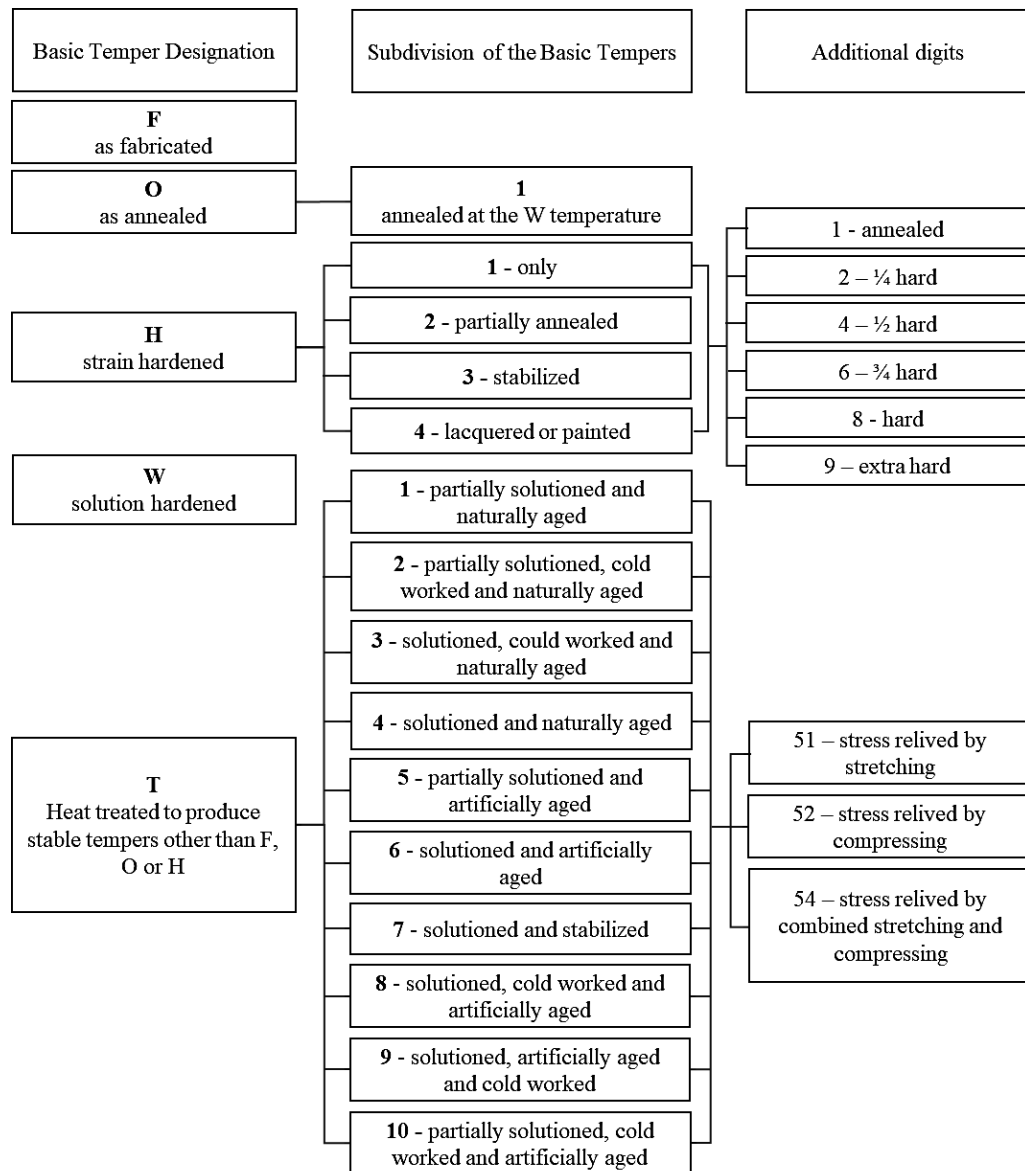 Basic Temper Designation
Subdivision of the Basic Tempers
Additional digits
F
as fabricated
O
as annealed
1
annealed at the W temperature
H
strain hardened
1 - only
2 - partially annealed
3 - stabilized
4 - lacquered or painted
1 - annealed
2 – ¼ hard
4 – ½ hard
6 – ¾ hard
8 - hard
9 – extra hard
W
solution hardened
T
Heat treated to produce
stable tempers other than F,
O or H
1 - partially solutioned and
naturally aged
2 - partially solutioned, cold
worked and naturally aged
3 - solutioned, could worked and
naturally aged
4 - solutioned and naturally aged
5 - partially solutioned and
artificially aged
6 - solutioned and artificially
aged
7 - solutioned and stabilized
8 - solutioned, cold worked and
artificially aged
9 - solutioned, artificially aged
and cold worked
10 - partially solutioned, cold
worked and artificially aged
51 – stress relived by
stretching
52 – stress relived by
compressing
54 – stress relived by
combined stretching and
compressing